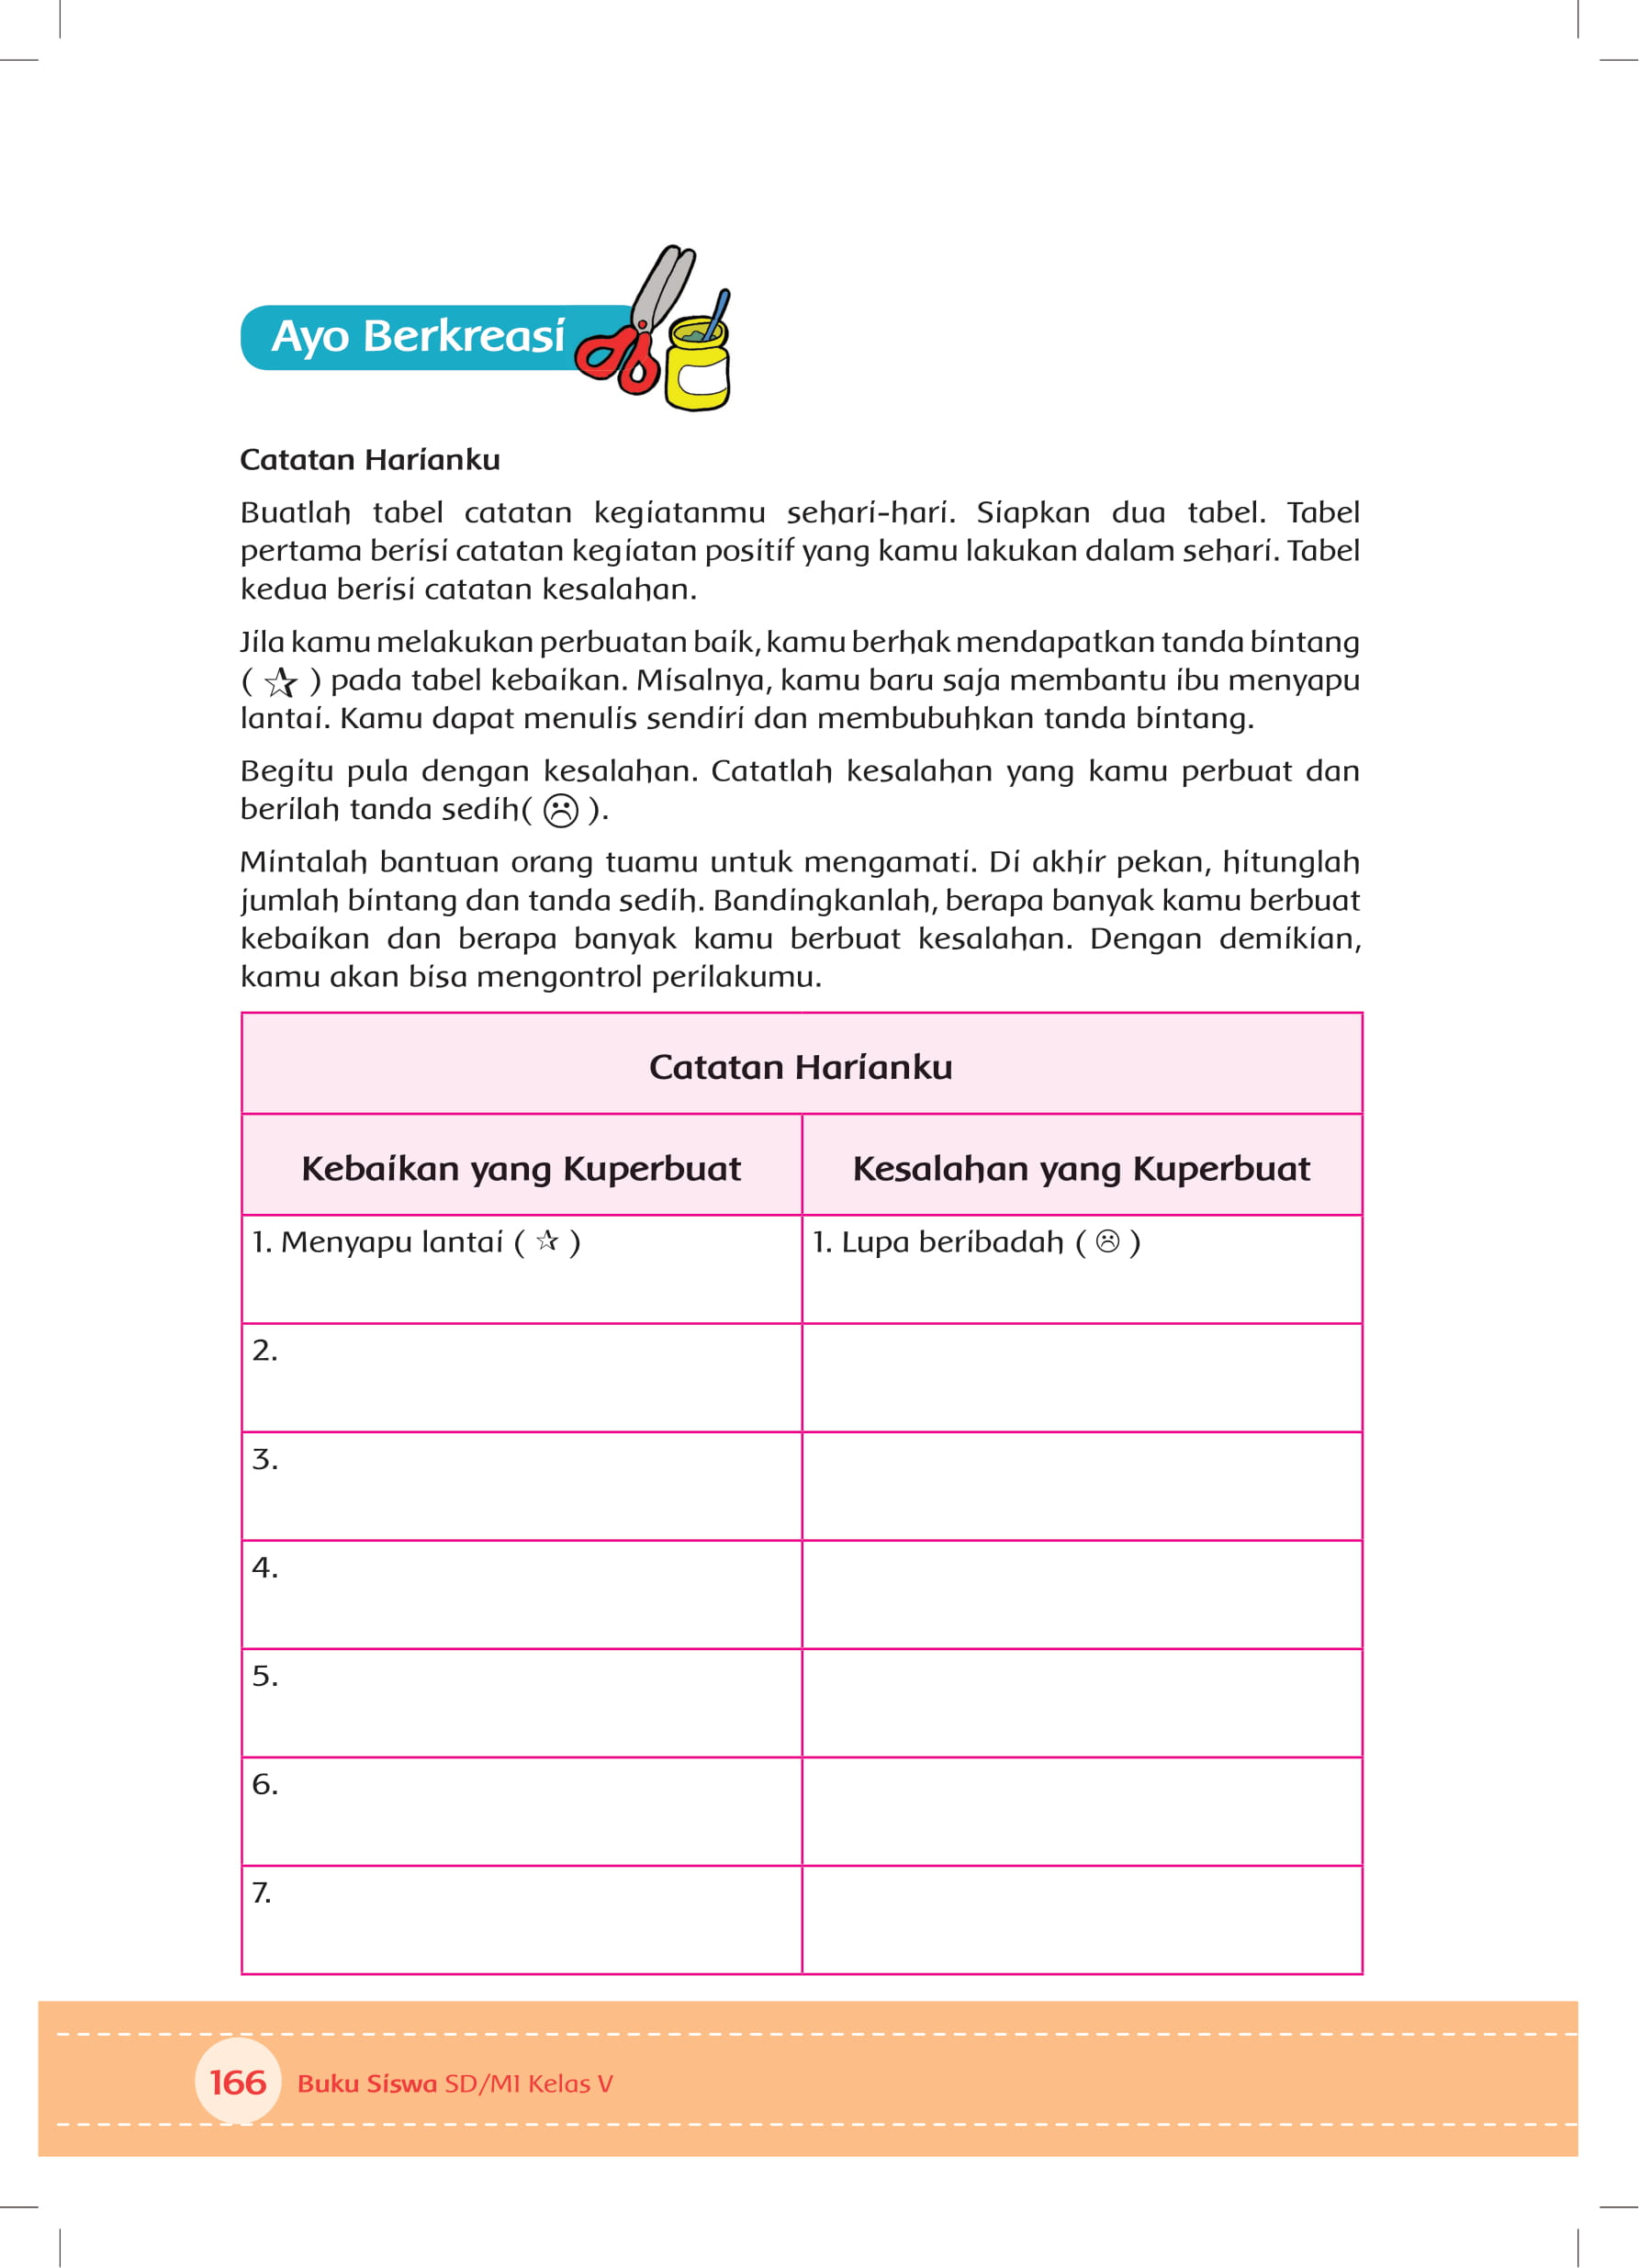 Ayo Berkreasi
Catatan Harianku
Buatlah tabel catatan kegiatanmu sehari-hari. Siapkan dua tabel. Tabel
pertama berisi catatan kegiatan positif yang kamu lakukan dalam sehari. Tabel
kedua berisi catatan kesalahan.
Jila kamu melakukan perbuatan baik, kamu berhak mendapatkan tanda bintang
( ☆ ) pada tabel kebaikan. Misalnya, kamu baru saja membantu ibu menyapu
lantai. Kamu dapat menulis sendiri dan membubuhkan tanda bintang.
Begitu pula dengan kesalahan. Catatlah kesalahan yang kamu perbuat dan
berilah tanda sedih( ☹ ).
Mintalah bantuan orang tuamu untuk mengamati. Di akhir pekan, hitunglah
jumlah bintang dan tanda sedih. Bandingkanlah, berapa banyak kamu berbuat
kebaikan dan berapa banyak kamu berbuat kesalahan. Dengan demikian,
kamu akan bisa mengontrol perilakumu.
Catatan Harianku
Kebaikan yang Kuperbuat
Kesalahan yang Kuperbuat
1. Menyapu lantai ( ☆ )
1. Lupa beribadah ( ☹ )
2.
3.
4.
5.
6.
7.
166 Buku Siswa SD/MI Kelas V